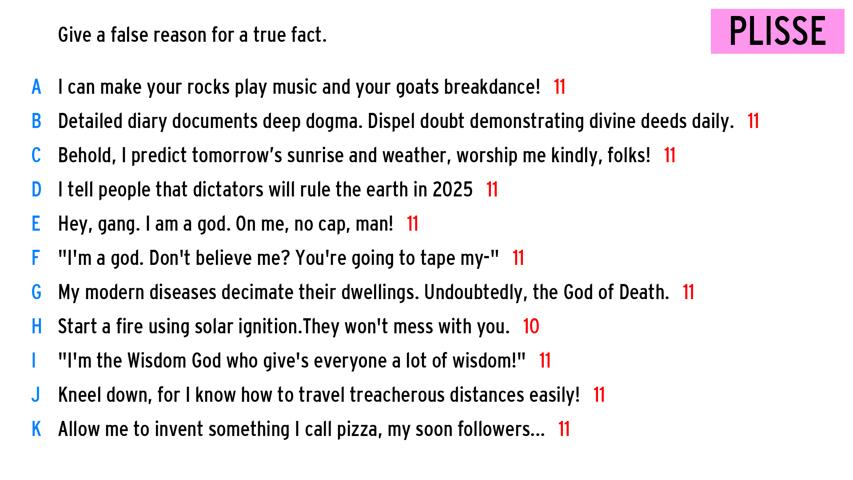 Give a false reason for a true fact.
PLISSE
A I can make your rocks play music and your goats breakdance! 11
B Detailed diary documents deep dogma. Dispel doubt demonstrating divine deeds daily. 11
C Behold, I predict tomorrow's sunrise and weather, worship me kindly, folks! 11
D I tell people that dictators will rule the earth in 2025 11
E Hey, gang. I am a god. On me, no cap, man! 11
F "I'm a god. Don't believe me? You're going to tape my-" 11
G My modern diseases decimate their dwellings. Undoubtedly, the God of Death. 11
H Start a fire using solar ignition.They won't mess with you. 10
I "I'm the Wisdom God who give's everyone a lot of wisdom!" 11
J Kneel down, for I know how to travel treacherous distances easily! 11
K Allow me to invent something I call pizza, my soon followers... 11